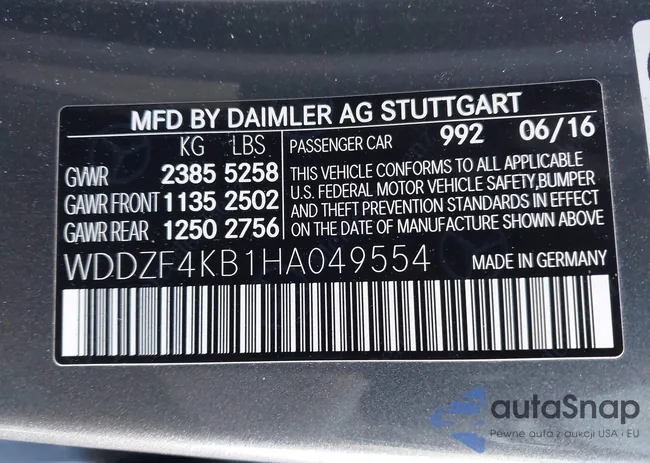 MFD BY DAIMLER AG STUTTGART
KG LBS
GVWR 2385 5258
GAWR FRONT 1135 2502
GAWR REAR 1250 2756
PASSENGER CAR 992 06/16
THIS VEHICLE CONFORMS TO ALL APPLICABLE
U.S. FEDERAL MOTOR VEHICLE SAFETY,BUMPER
AND THEFT PREVENTION STANDARDS IN EFFECT
ON THE DATE OF MANUFACTURE SHOWN ABOVE
WDDZF4KB1HA049554 MADE IN GERMANY
autaSnap
Pewne auta z aukcji USA i EU